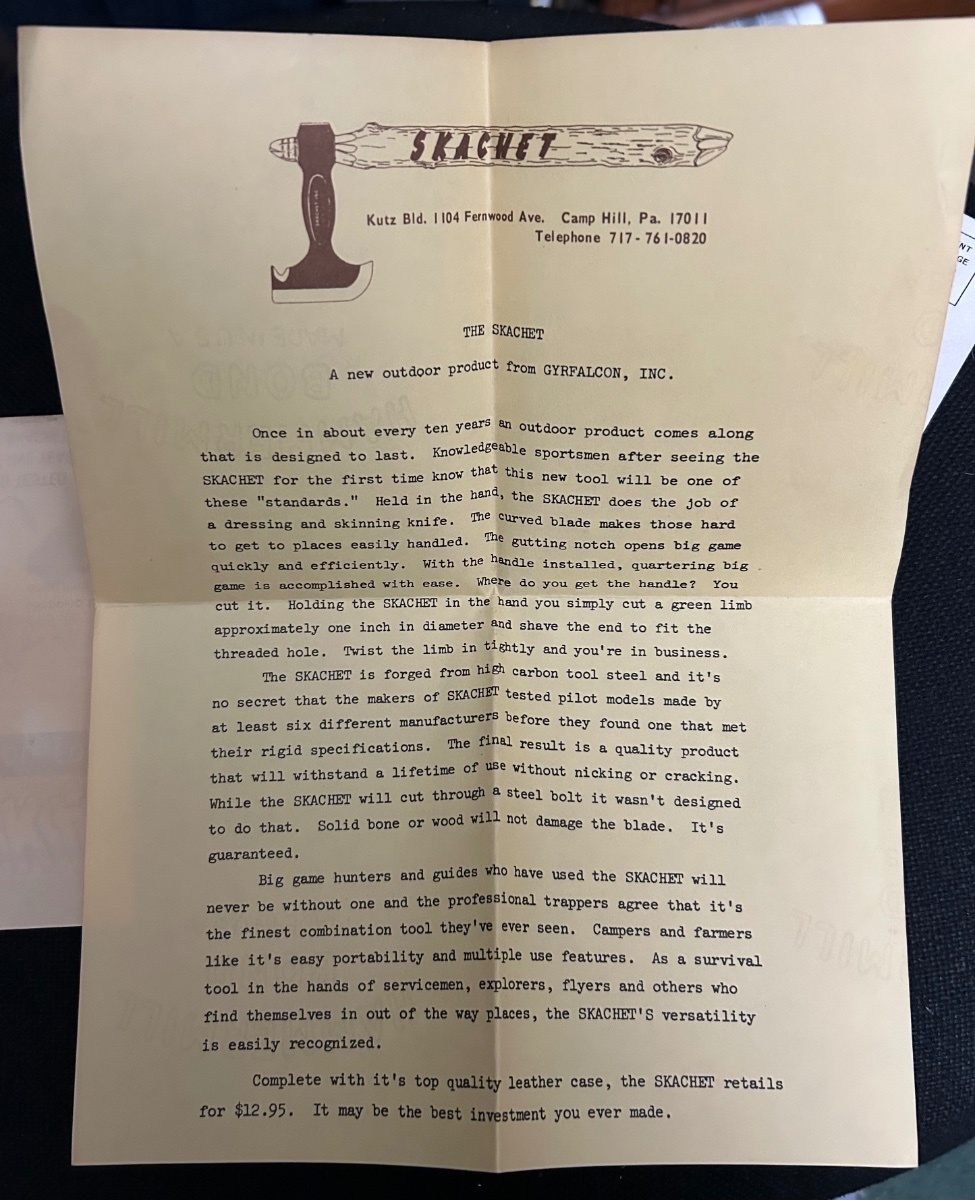 SKACHET
Kutz Bld. 1104 Fernwood Ave. Camp Hill, Pa. 17011
Telephone 717-761-0820
THE SKACHET
A new outdoor product from GYRFALCON, INC.
Once in about every ten years an outdoor product comes along
that is designed to last. Knowledgeable sportsmen after seeing the
SKACHET for the first time know that this new tool will be one of
these "standards." Held in the hand, the SKACHET does the job of
a dressing and skinning knife. The curved blade makes those hard
to get to places easily handled. The gutting notch opens big game
quickly and efficiently. With the handle installed, quartering big
game is accomplished with ease. Where do you get the handle? You
cut it. Holding the SKACHET in the hand you simply cut a green limb
approximately one inch in diameter and shave the end to fit the
threaded hole. Twist the limb in tightly and you're in business.
The SKACHET is forged from high carbon tool steel and it's
no secret that the makers of SKACHET tested pilot models made by
at least six different manufacturers before they found one that met
their rigid specifications. The final result is a quality product
that will withstand a lifetime of use without nicking or cracking.
While the SKACHET will cut through a steel bolt it wasn't designed
to do that. Solid bone or wood will not damage the blade. It's
guaranteed.
Big game hunters and guides who have used the SKACHET will
never be without one and the professional trappers agree that it's
the finest combination tool they've ever seen. Campers and farmers
like it's easy portability and multiple use features. As a survival
tool in the hands of servicemen, explorers, flyers and others who
find themselves in out of the way places, the SKACHET'S versatility
is easily recognized.
Complete with it's top quality leather case, the SKACHET retails
for $12.95. It may be the best investment you ever made.